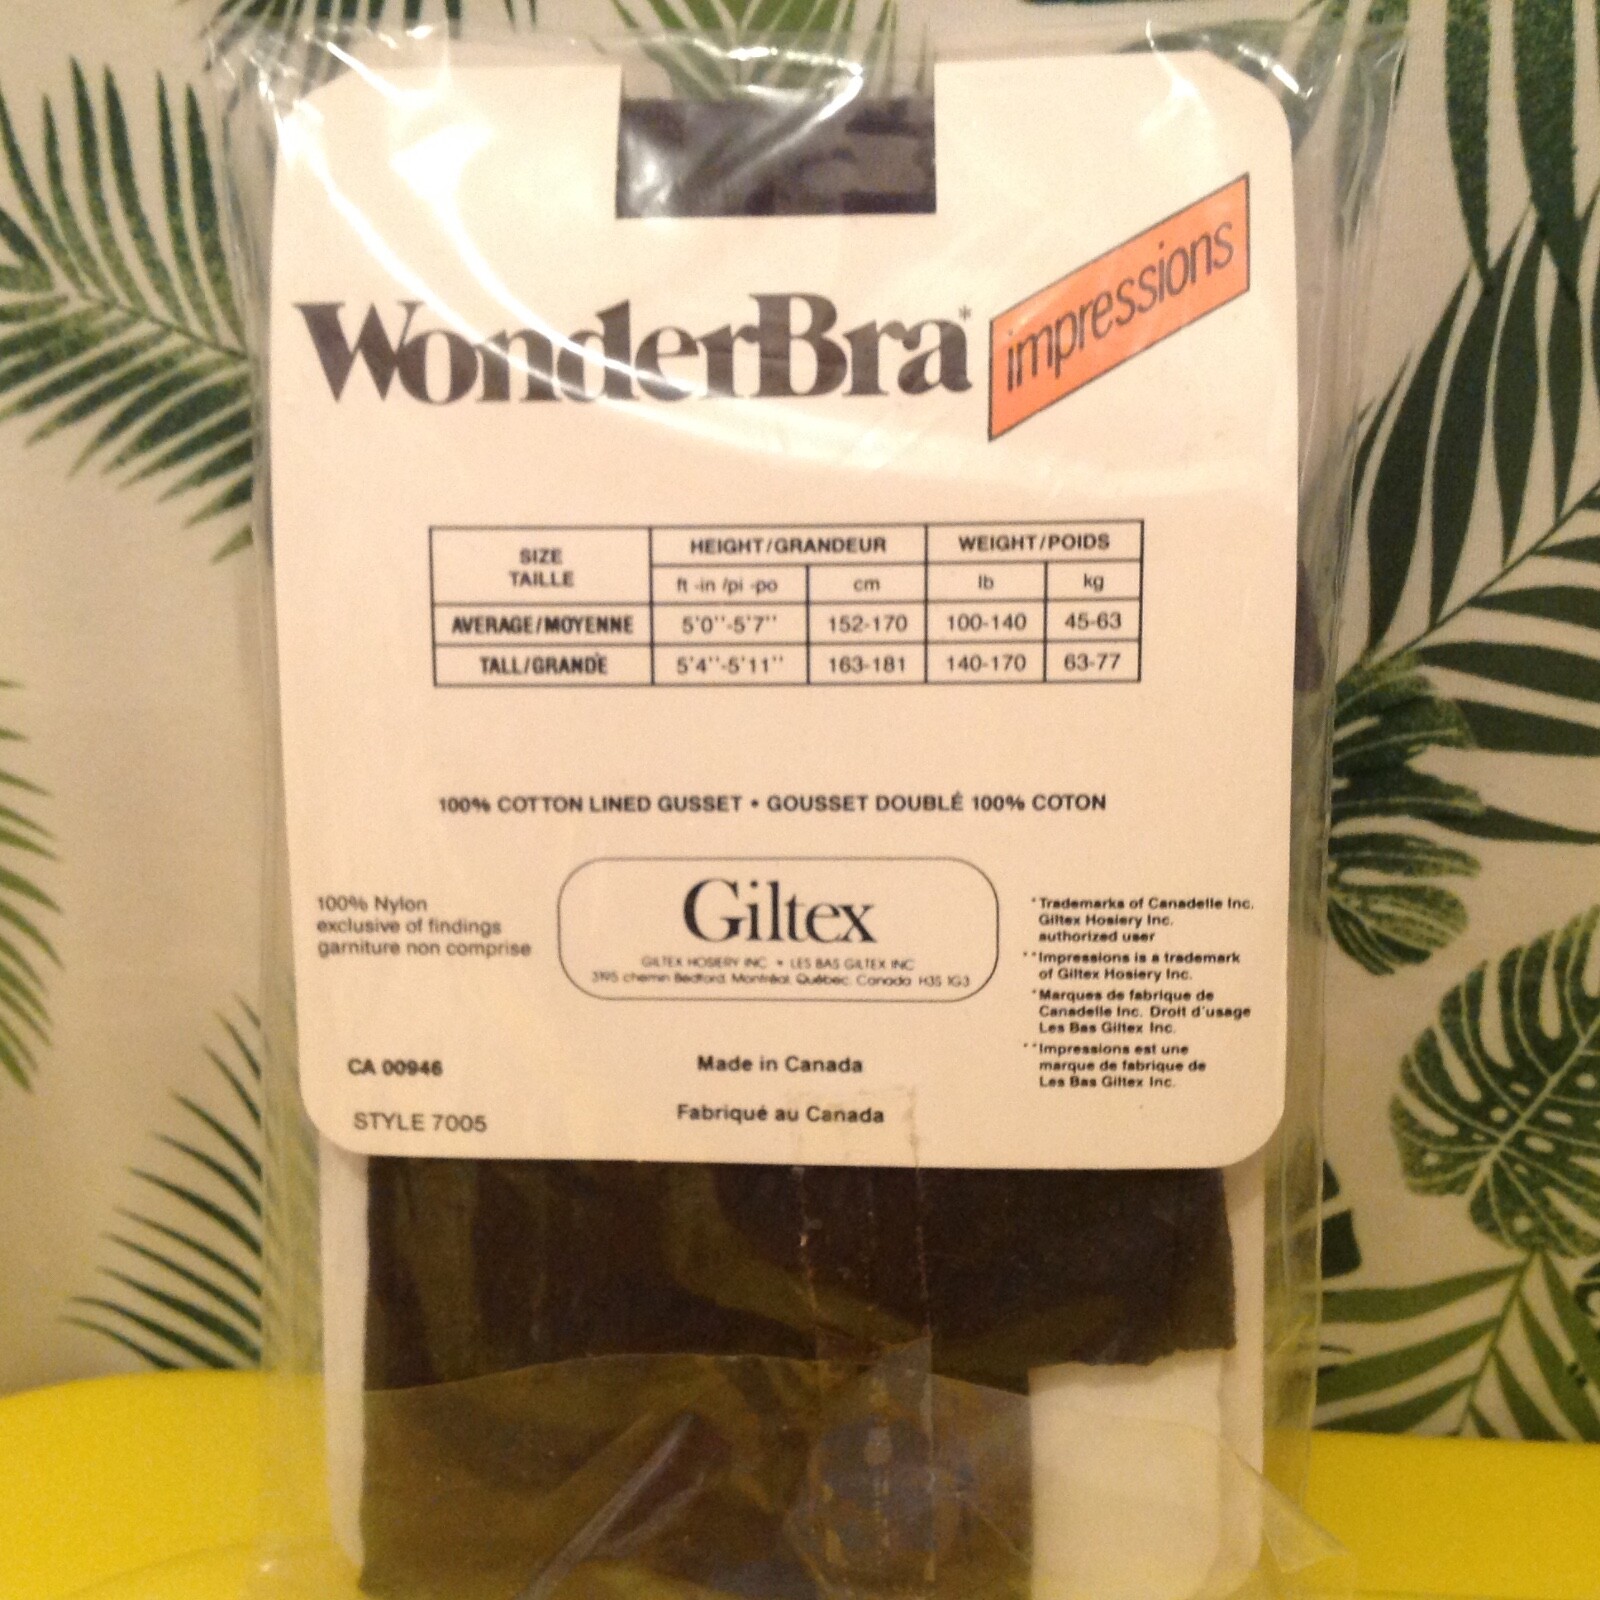 WonderBra* impressions
SIZE TAILLE HEIGHT/GRANDEUR WEIGHT/POIDS
ft -in /pi -po cm lb kg
AVERAGE/MOYENNE 5'0''-5'7'' 152-170 100-140 45-63
TALL/GRANDE 5'4''-5'11'' 163-181 140-170 63-77
100% COTTON LINED GUSSET • GOUSSET DOUBLÉ 100% COTON
100% Nylon
exclusive of findings
garniture non comprise
Giltex
GILTEX HOSIERY INC • LES BAS GILTEX INC
3195 chemin Bedford, Montréal, Québec, Canada H3S 1G3
*Trademarks of Canadelle Inc.
Giltex Hosiery Inc.
authorized user
**Impressions is a trademark
of Giltex Hosiery Inc.
*Marques de fabrique de
Canadelle Inc. Droit d'usage
Les Bas Giltex Inc.
**Impressions est une
marque de fabrique de
Les Bas Giltex Inc.
CA 00946
Made in Canada
STYLE 7005
Fabriqué au Canada